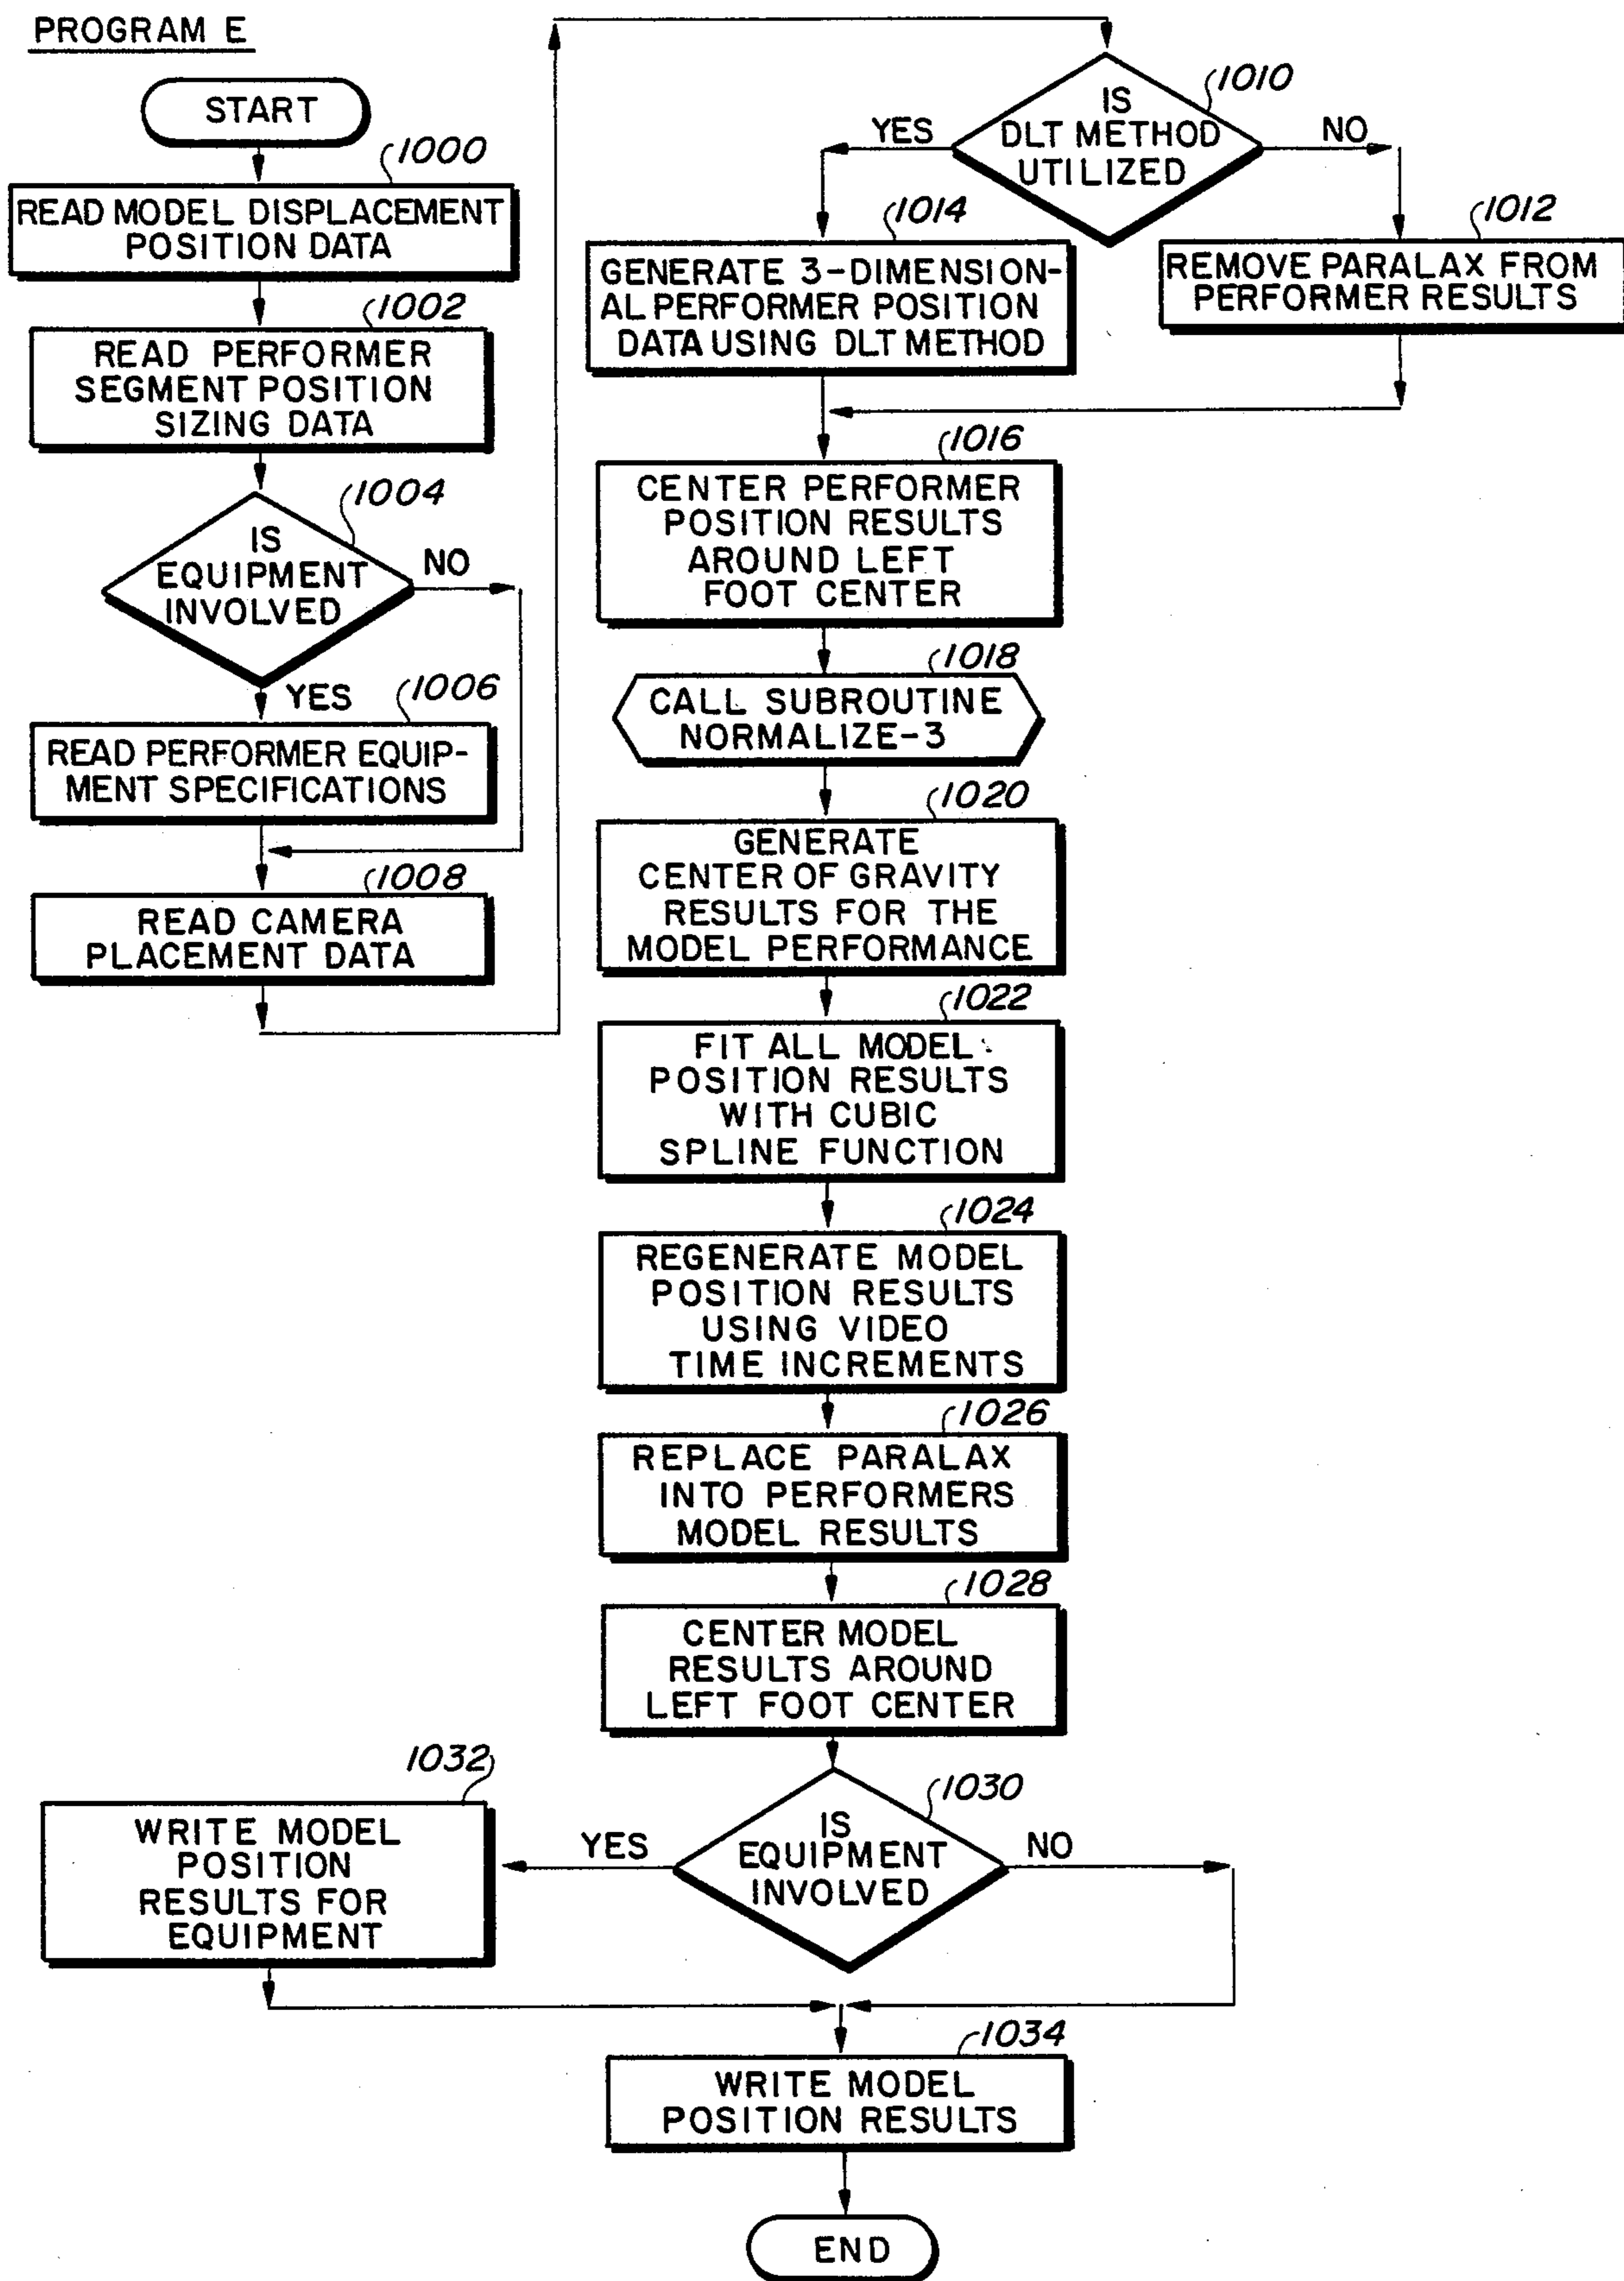 PROGRAM E
START
1000
READ MODEL DISPLACEMENT
POSITION DATA
1002
READ PERFORMER
SEGMENT POSITION
SIZING DATA
1004
IS
EQUIPMENT
INVOLVED
NO
YES
1006
READ PERFORMER EQUIP-
MENT SPECIFICATIONS
1008
READ CAMERA
PLACEMENT DATA
1010
IS
DLT METHOD
UTILIZED
YES
NO
1014
GENERATE 3-DIMENSION-
AL PERFORMER POSITION
DATA USING DLT METHOD
1012
REMOVE PARALAX FROM
PERFORMER RESULTS
1016
CENTER PERFORMER
POSITION RESULTS
AROUND LEFT
FOOT CENTER
1018
CALL SUBROUTINE
NORMALIZE-3
1020
GENERATE
CENTER OF GRAVITY
RESULTS FOR THE
MODEL PERFORMANCE
1022
FIT ALL MODEL
POSITION RESULTS
WITH CUBIC
SPLINE FUNCTION
1024
REGENERATE MODEL
POSITION RESULTS
USING VIDEO
TIME INCREMENTS
1026
REPLACE PARALAX
INTO PERFORMERS
MODEL RESULTS
1028
CENTER MODEL
RESULTS AROUND
LEFT FOOT CENTER
1030
IS
EQUIPMENT
INVOLVED
YES
NO
1032
WRITE MODEL
POSITION
RESULTS FOR
EQUIPMENT
1034
WRITE MODEL
POSITION RESULTS
END